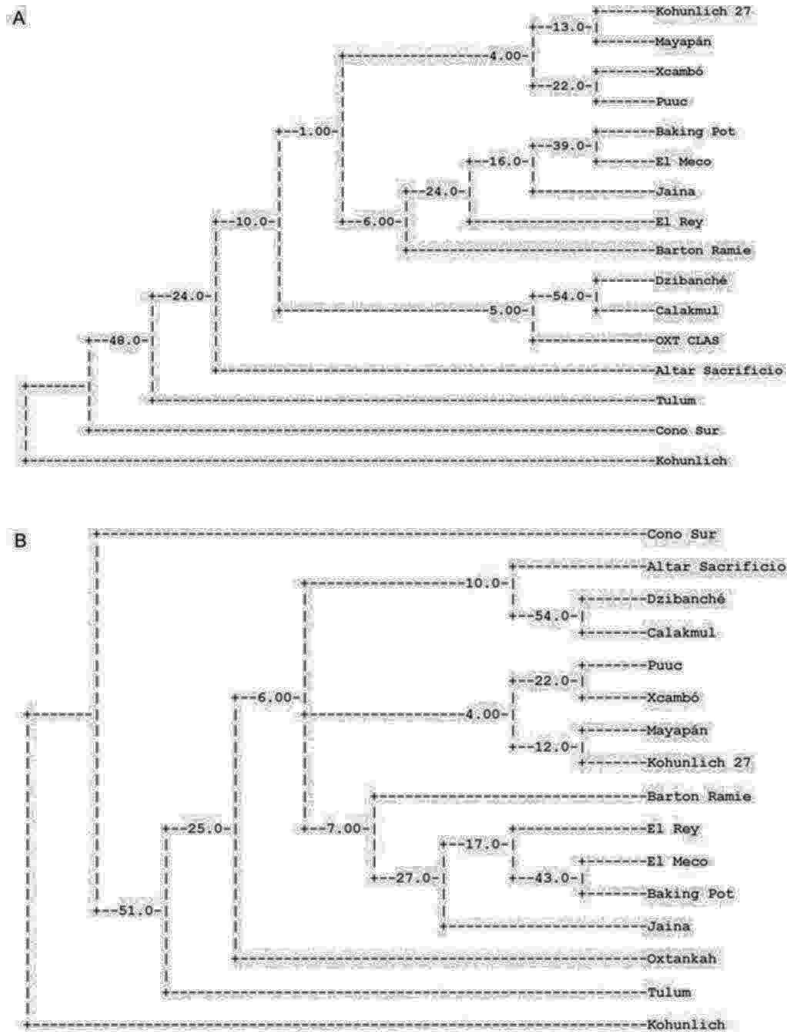 A
Kohunlich 27
13.0
Mayapán
4.00
Xcambó
22.0
Puuc
1.00
Baking Pot
39.0
16.0
El Meco
24.0
Jaina
10.0
6.00
El Rey
Barton Ramie
Dzibanché
24.0
54.0
5.00
Calakmul
48.0
OXT CLAS
Altar Sacrificio
Tulum
Cono Sur
Kohunlich
B
Cono Sur
Altar Sacrificio
10.0
Dzibanché
54.0
Calakmul
Puuc
22.0
6.00
Xcambó
4.00
Mayapán
12.0
Kohunlich 27
Barton Ramie
25.0
7.00
El Rey
17.0
El Meco
27.0
43.0
Baking Pot
51.0
Jaina
Oxtankah
Tulum
Kohunlich